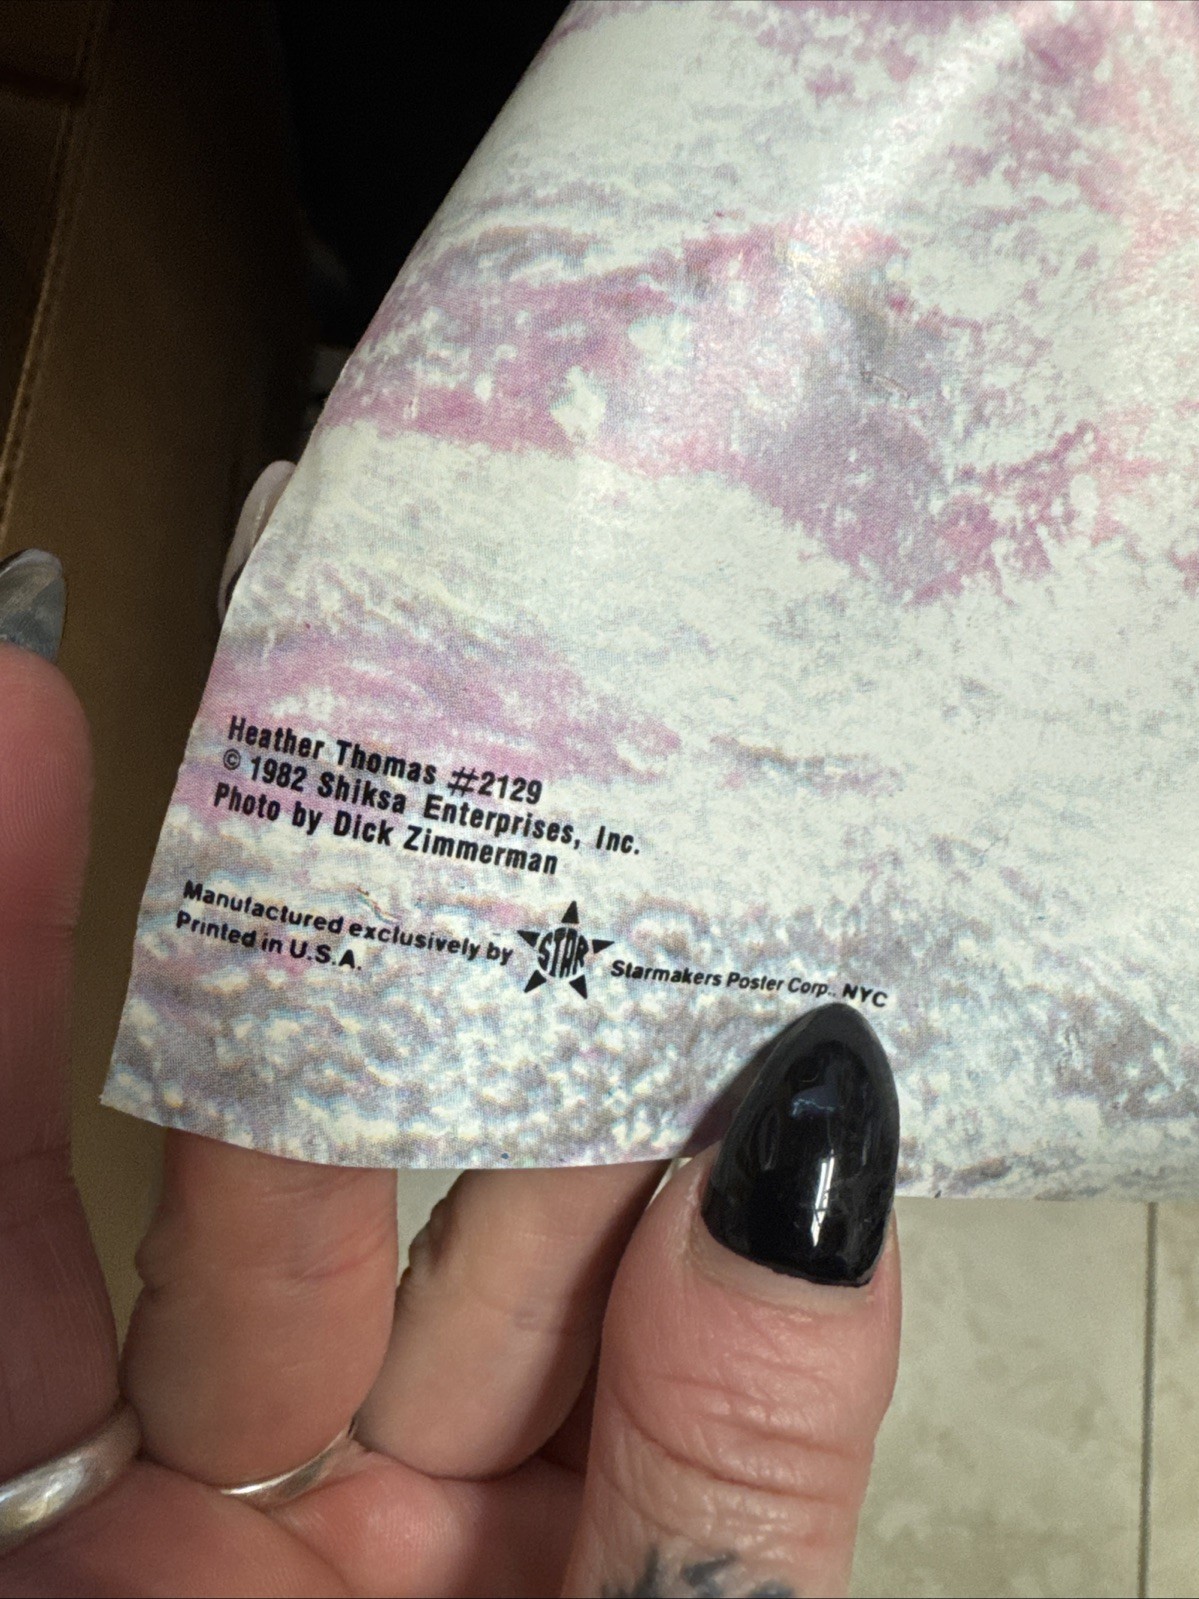 Heather Thomas #2129
© 1982 Shiksa Enterprises, Inc.
Photo by Dick Zimmerman
Manufactured exclusively by STAR Starmakers Poster Corp., NYC
Printed in U.S.A.